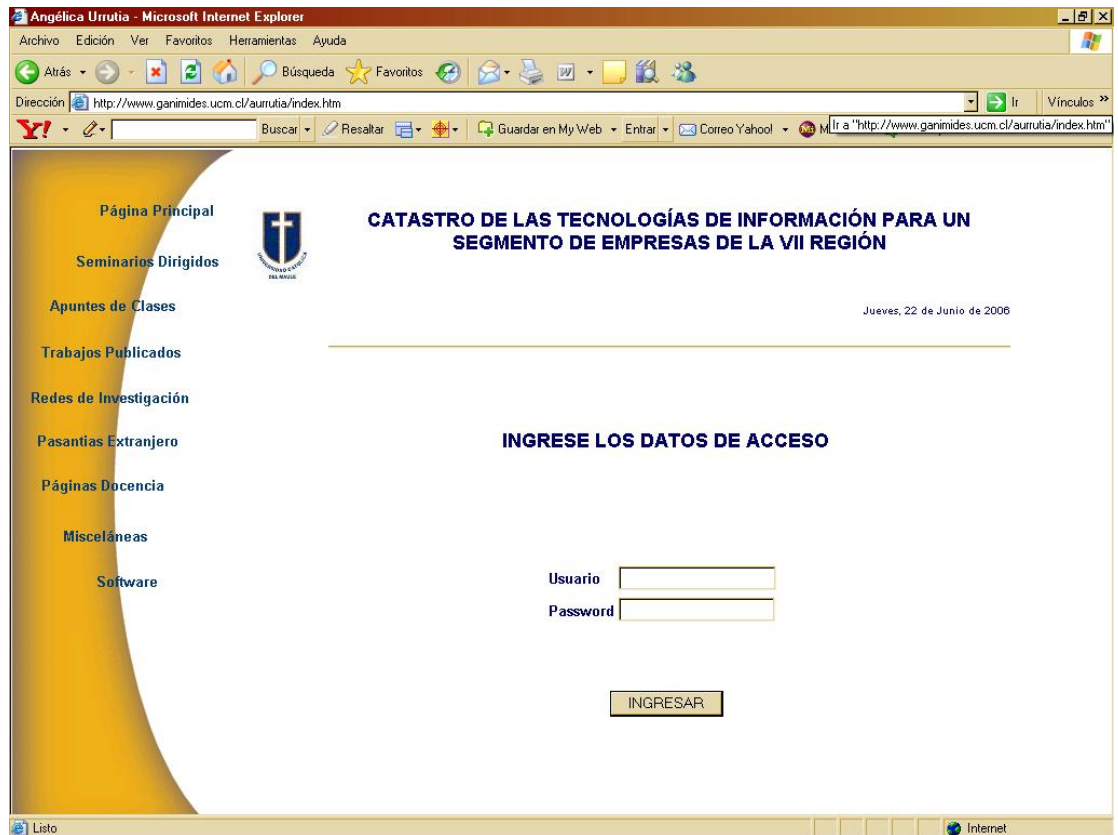 Angélica Urrutia - Microsoft Internet Explorer
Archivo Edición Ver Favoritos Herramientas Ayuda
Atrás Búsqueda Favoritos
Dirección http://www.ganimides.ucm.cl/aurrutia/index.htm Ir Vínculos »
Y! Buscar Resaltar Guardar en My Web Entrar Correo Yahoo!
Ir a "http://www.ganimides.ucm.cl/aurrutia/index.htm"
Página Principal
Seminarios Dirigidos
Apuntes de Clases
Trabajos Publicados
Redes de Investigación
Pasantias Extranjero
Páginas Docencia
Misceláneas
Software
UNIVERSIDAD CATOLICA
DEL MAULE
CATASTRO DE LAS TECNOLOGÍAS DE INFORMACIÓN PARA UN
SEGMENTO DE EMPRESAS DE LA VII REGIÓN
Jueves, 22 de Junio de 2006
INGRESE LOS DATOS DE ACCESO
Usuario
Password
INGRESAR
Listo Internet